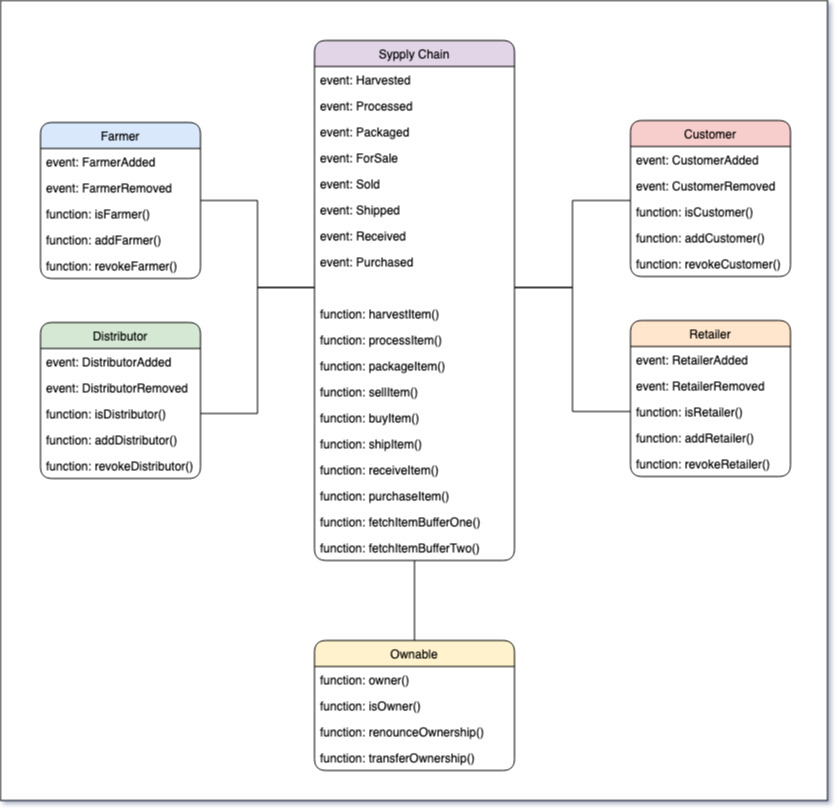 Sypply Chain
event: Harvested
event: Processed
event: Packaged
event: ForSale
event: Sold
event: Shipped
event: Received
event: Purchased
function: harvestItem()
function: processItem()
function: packageItem()
function: sellItem()
function: buyItem()
function: shipItem()
function: receiveItem()
function: purchaseItem()
function: fetchItemBufferOne()
function: fetchItemBufferTwo()
Farmer
event: FarmerAdded
event: FarmerRemoved
function: isFarmer()
function: addFarmer()
function: revokeFarmer()
Distributor
event: DistributorAdded
event: DistributorRemoved
function: isDistributor()
function: addDistributor()
function: revokeDistributor()
Customer
event: CustomerAdded
event: CustomerRemoved
function: isCustomer()
function: addCustomer()
function: revokeCustomer()
Retailer
event: RetailerAdded
event: RetailerRemoved
function: isRetailer()
function: addRetailer()
function: revokeRetailer()
Ownable
function: owner()
function: isOwner()
function: renounceOwnership()
function: transferOwnership()